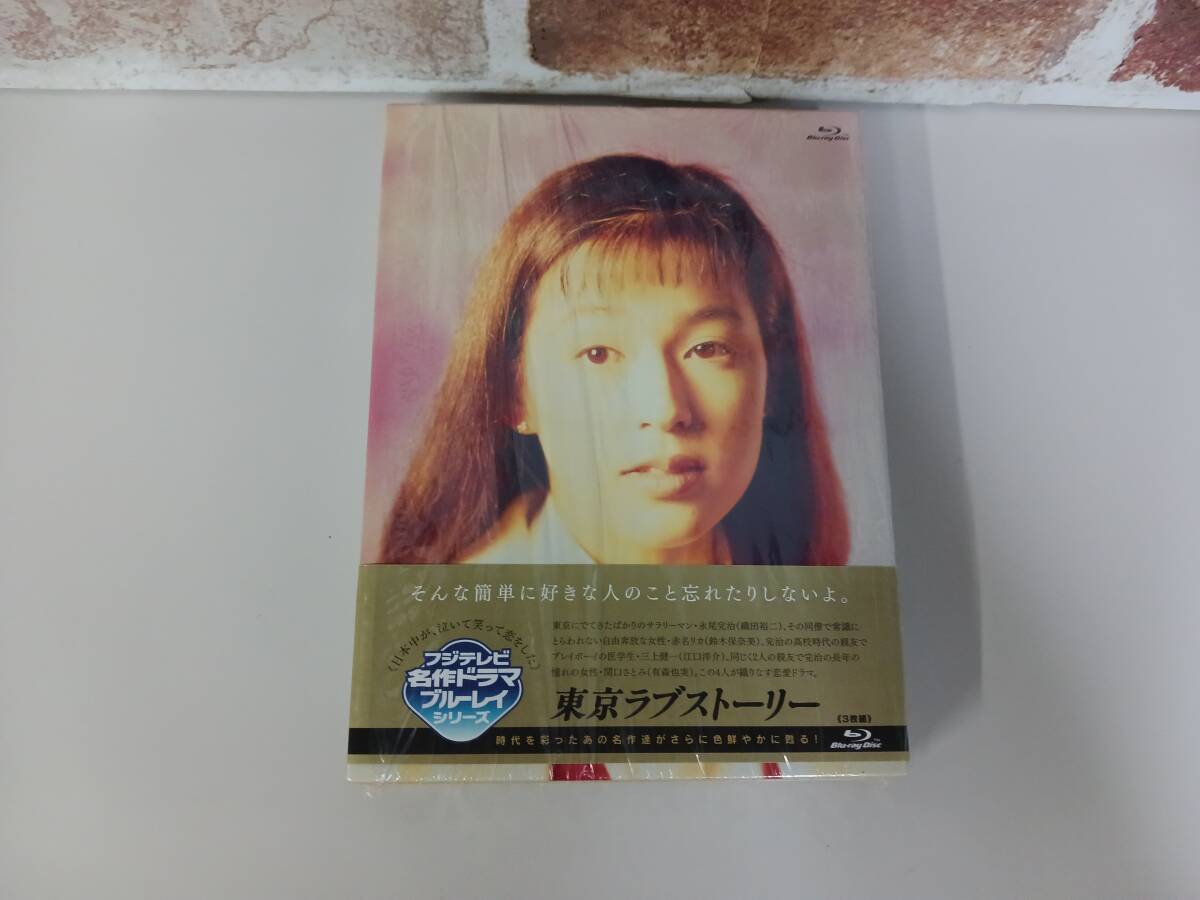 Blu-ray Disc
そんな簡単に好きな人のこと忘れたりしないよ。
東京にでてきたばかりのサラリーマン・永尾完治(織田裕二)、その同僚で常識に
とらわれない自由奔放な女性・赤名リカ(鈴木保奈美)、完治の高校時代の親友で
プレイボーイの医学生・三上健一(江口洋介)、同じく2人の親友で完治の長年の
憧れの女性・関口さとみ(有森也実)。この4人が織りなす恋愛ドラマ。
《日本中が、泣いて笑って恋をした》
フジテレビ
名作ドラマ
ブルーレイ
シリーズ
東京ラブストーリー
《3枚組》
時代を彩ったあの名作達がさらに色鮮やかに甦る!
Blu-ray Disc